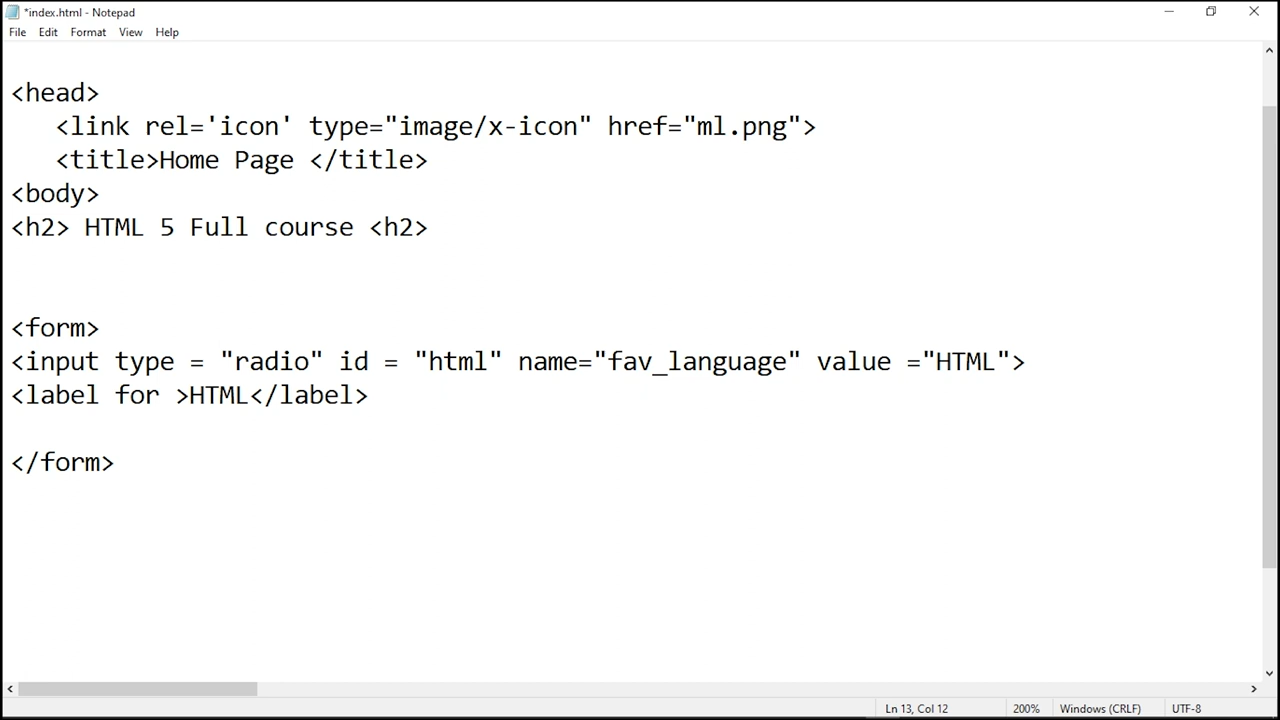 *index.html - Notepad
File Edit Format View Help
<head>
<link rel='icon' type="image/x-icon" href="ml.png">
<title>Home Page </title>
<body>
<h2> HTML 5 Full course <h2>
<form>
<input type = "radio" id = "html" name="fav_language" value ="HTML">
<label for >HTML</label>
</form>
Ln 13, Col 12 200% Windows (CRLF) UTF-8